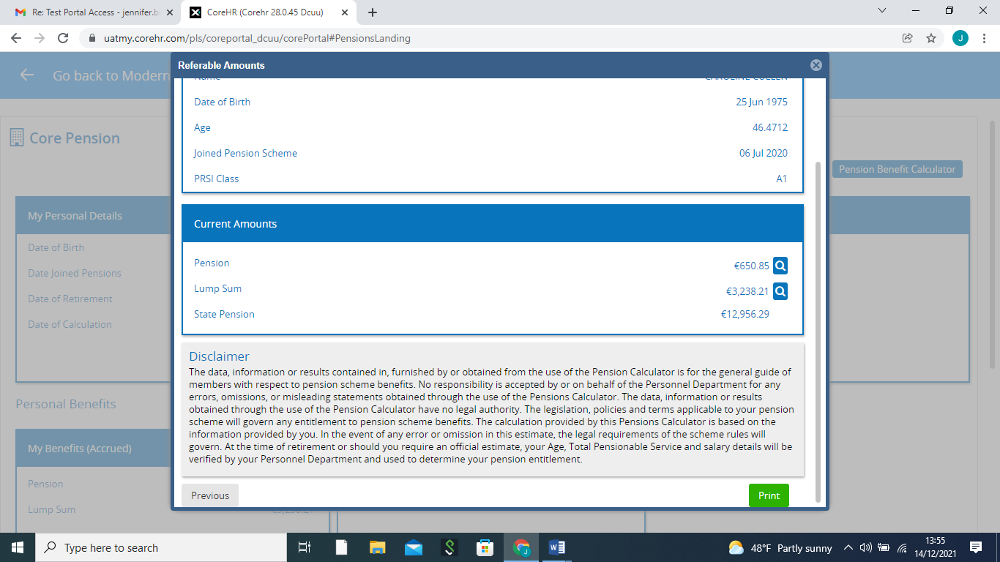 Re: Test Portal Access - jennifer.b
CoreHR (Corehr 28.0.45 Dcuu)
uatmy.corehr.com/pls/coreportal_dcuu/corePortal#PensionsLanding
J
Go back to Modern
Referable Amounts
Name
Date of Birth 25 Jun 1975
Age 46.4712
Joined Pension Scheme 06 Jul 2020
PRSI Class A1
Core Pension
Pension Benefit Calculator
My Personal Details
Date of Birth
Date Joined Pensions
Date of Retirement
Date of Calculation
Current Amounts
Pension €650.85
Lump Sum €3,238.21
State Pension €12,956.29
Disclaimer
The data, information or results contained in, furnished by or obtained from the use of the Pension Calculator is for the general guide of
members with respect to pension scheme benefits. No responsibility is accepted by or on behalf of the Personnel Department for any
errors, omissions, or misleading statements obtained through the use of the Pensions Calculator. The data, information or results
obtained through the use of the Pension Calculator have no legal authority. The legislation, policies and terms applicable to your pension
scheme will govern any entitlement to pension scheme benefits. The calculation provided by this Pensions Calculator is based on the
information provided by you. In the event of any error or omission in this estimate, the legal requirements of the scheme rules will
govern. At the time of retirement or should you require an official estimate, your Age, Total Pensionable Service and salary details will be
verified by your Personnel Department and used to determine your pension entitlement.
Previous
Print
Personal Benefits
My Benefits (Accrued)
Pension
Lump Sum
Type here to search
48°F Partly sunny
13:55
14/12/2021